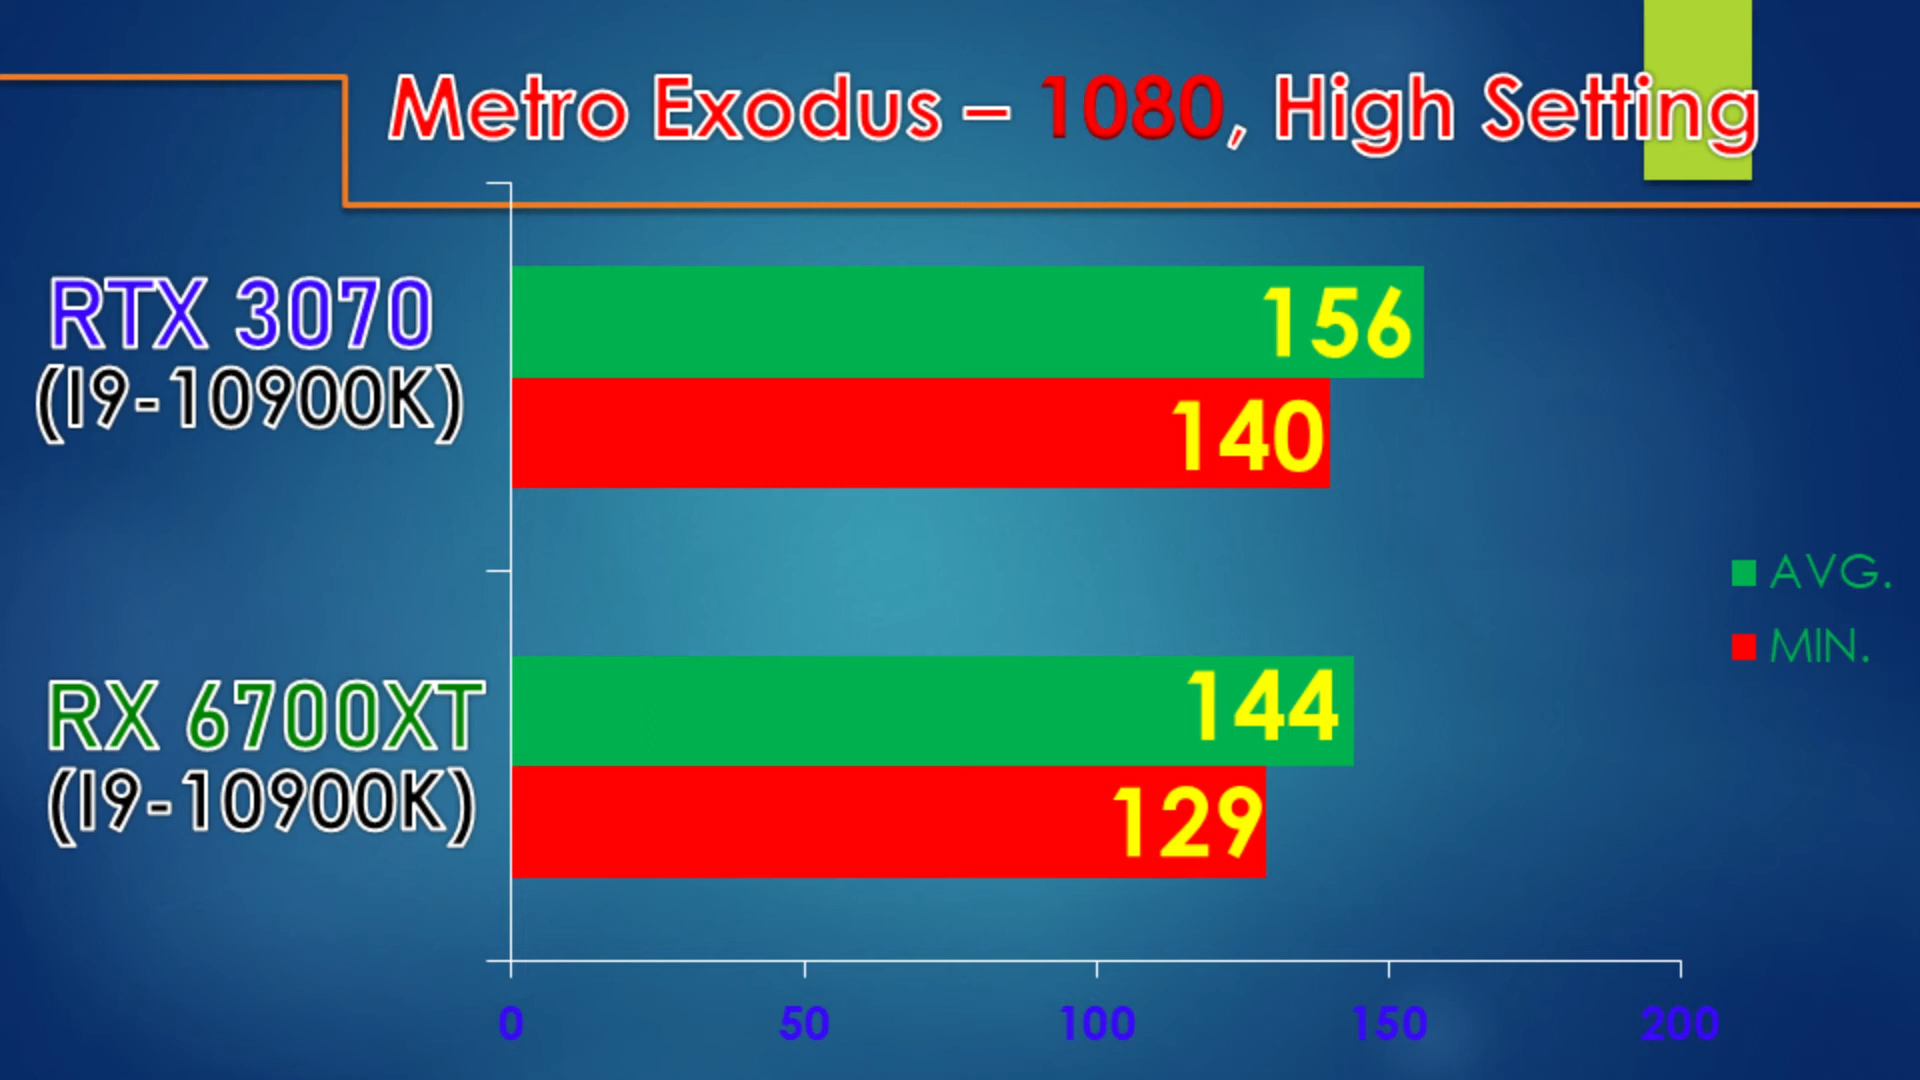 Metro Exodus – 1080, High Setting
RTX 3070
(I9-10900K)
156
140
RX 6700XT
(I9-10900K)
144
129
AVG.
MIN.
0 50 100 150 200